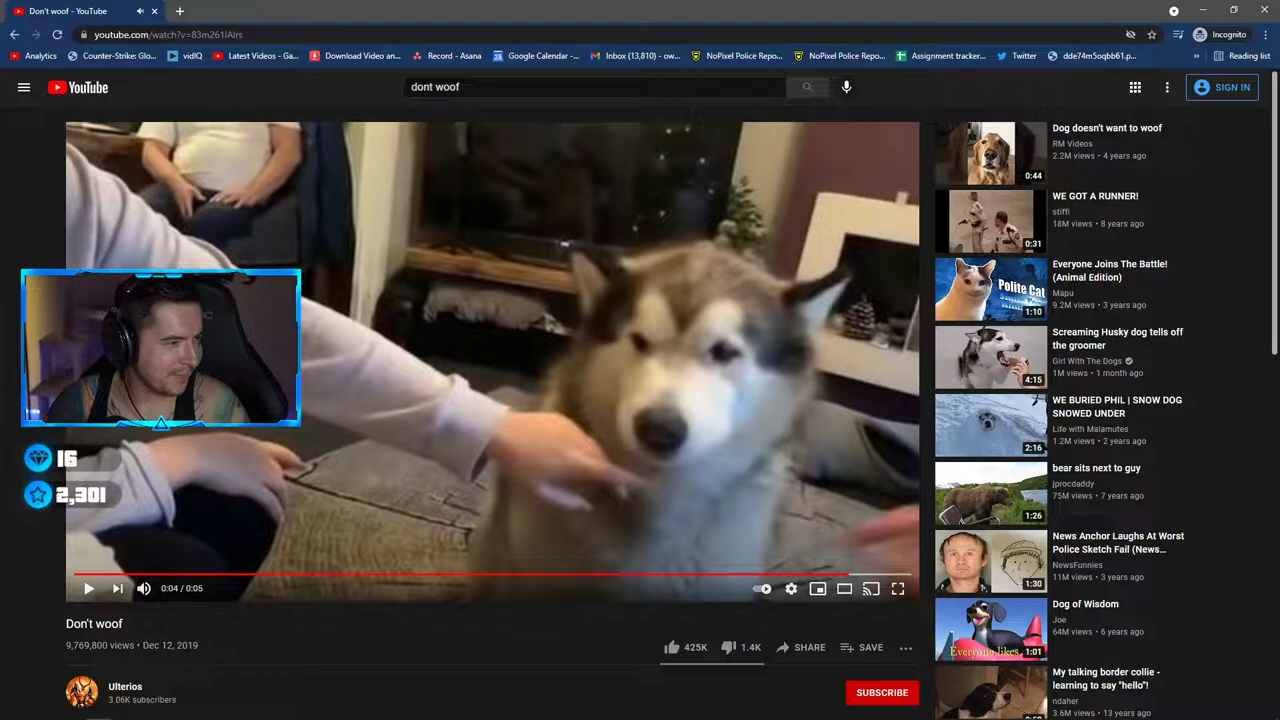 Don't woof - YouTube
youtube.com/watch?v=83m261lAlrs
Incognito
Analytics
Counter-Strike: Glo...
vidIQ
Latest Videos - Ga...
Download Video an...
Record - Asana
Google Calendar -...
Inbox (13,810) - ow...
NoPixel Police Repo...
NoPixel Police Repo...
Assignment tracker...
Twitter
dde74m5oqbb61.p...
»
Reading list
YouTube
dont woof
SIGN IN
16
2,301
0:04 / 0:05
Don't woof
9,769,800 views • Dec 12, 2019
425K
1.4K
SHARE
SAVE
Ulterios
3.06K subscribers
SUBSCRIBE
0:44
Dog doesn't want to woof
RM Videos
2.2M views • 4 years ago
0:31
WE GOT A RUNNER!
stiffi
18M views • 8 years ago
Polite Cat
1:10
Everyone Joins The Battle!
(Animal Edition)
Mapu
9.2M views • 3 years ago
4:15
Screaming Husky dog tells off
the groomer
Girl With The Dogs
1M views • 1 month ago
2:16
WE BURIED PHIL | SNOW DOG
SNOWED UNDER
Life with Malamutes
1.2M views • 2 years ago
1:26
bear sits next to guy
jprocdaddy
75M views • 7 years ago
1:30
News Anchor Laughs At Worst
Police Sketch Fail (News...
NewsFunnies
11M views • 3 years ago
Everyone likes
1:01
Dog of Wisdom
Joe
64M views • 6 years ago
My talking border collie -
learning to say "hello"!
ndaher
3.6M views • 13 years ago